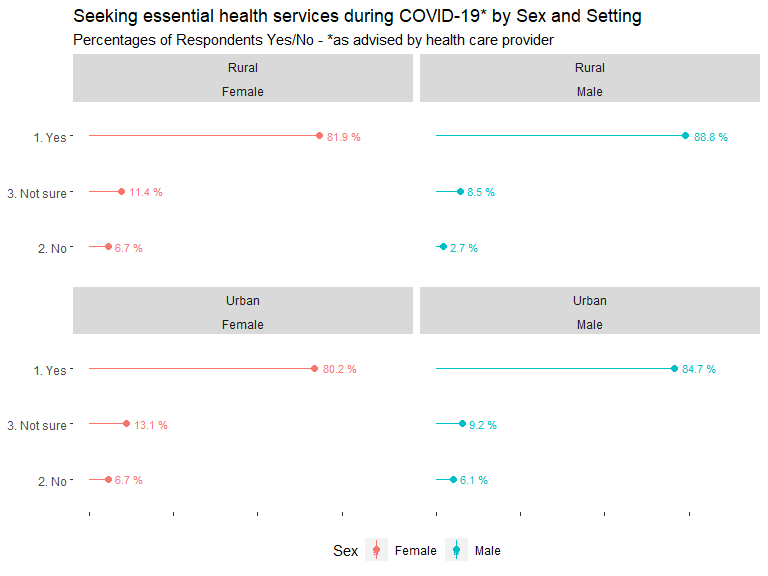 Seeking essential health services during COVID-19* by Sex and Setting
Percentages of Respondents Yes/No - *as advised by health care provider
Rural Rural
Female Male
1. Yes 81.9 % 88.8 %
3. Not sure 11.4 % 8.5 %
2. No 6.7 % 2.7 %
Urban Urban
Female Male
1. Yes 80.2 % 84.7 %
3. Not sure 13.1 % 9.2 %
2. No 6.7 % 6.1 %
Sex Female Male